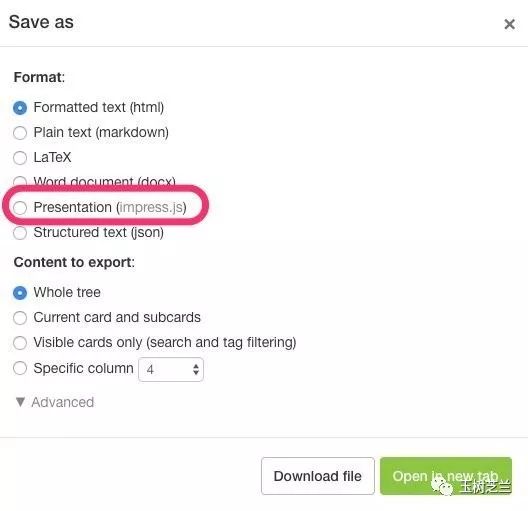 Save as ×
Format:
Formatted text (html)
Plain text (markdown)
LaTeX
Word document (docx)
Presentation (impress.js)
Structured text (json)
Content to export:
Whole tree
Current card and subcards
Visible cards only (search and tag filtering)
Specific column 4
▼ Advanced
Download file
Open in new tab
玉树芝兰